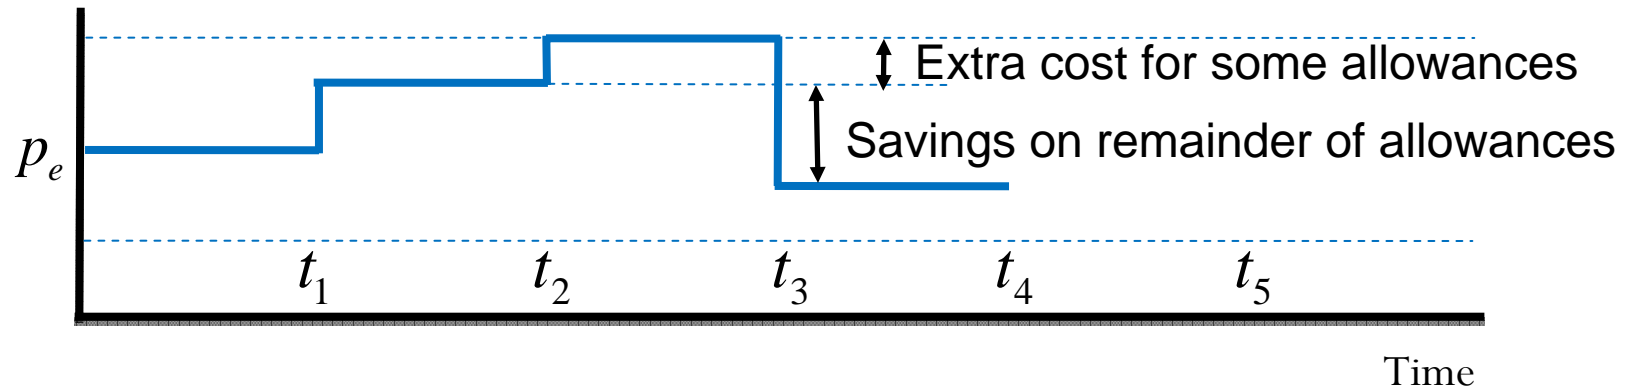 Extra cost for some allowances
Savings on remainder of allowances
pₑ
t₁ t₂ t₃ t₄ t₅
Time